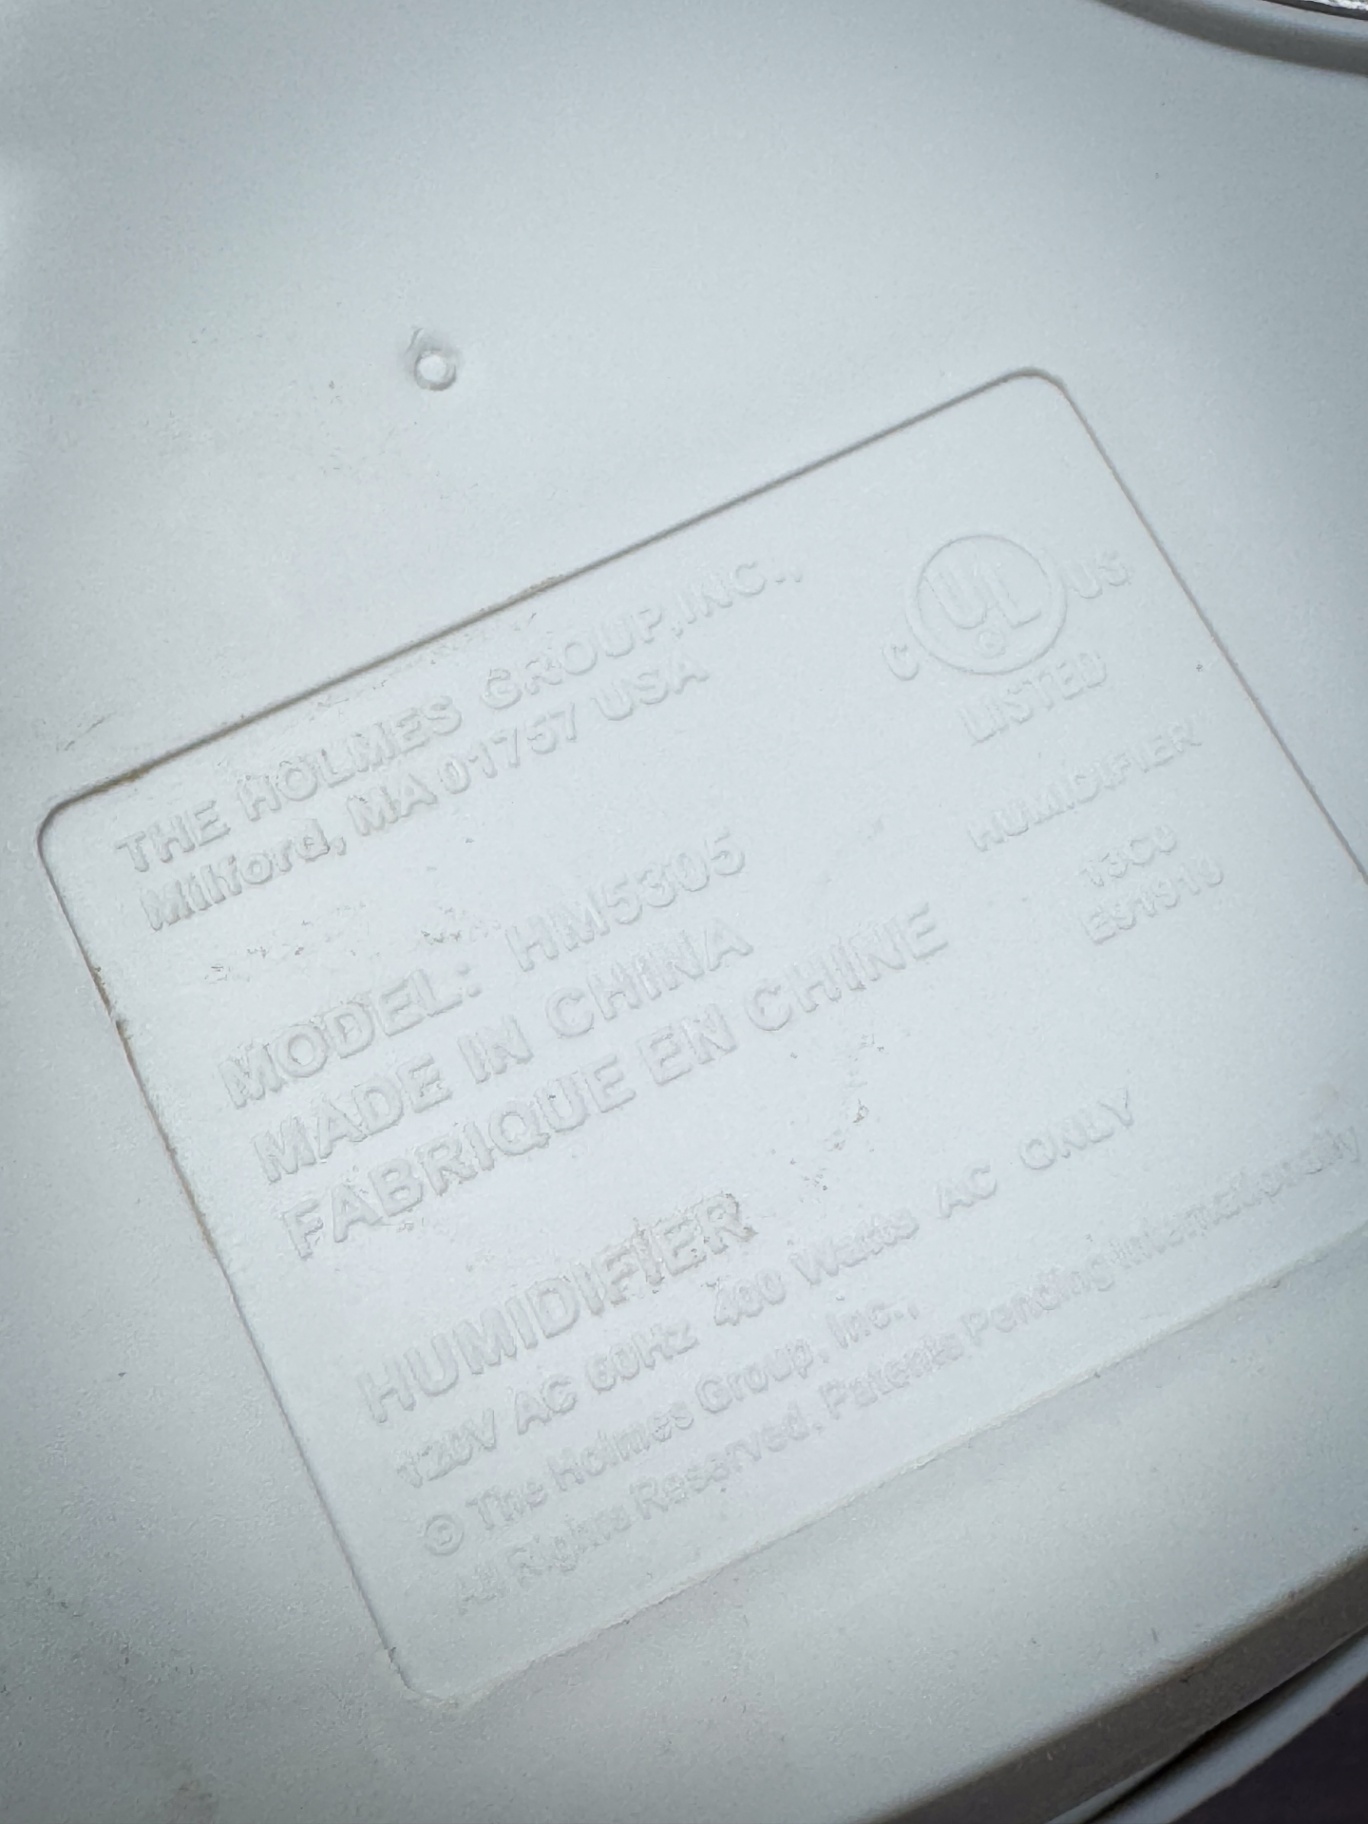 THE HOLMES GROUP, INC.,
Milford, MA 01757 USA
C UL ® US
LISTED
HUMIDIFIER
13C0
E91910
MODEL: HM5305
MADE IN CHINA
FABRIQUE EN CHINE
HUMIDIFIER
120V AC 60Hz 400 Watts AC ONLY
© The Holmes Group, Inc.,
All Rights Reserved. Patents Pending Internationally